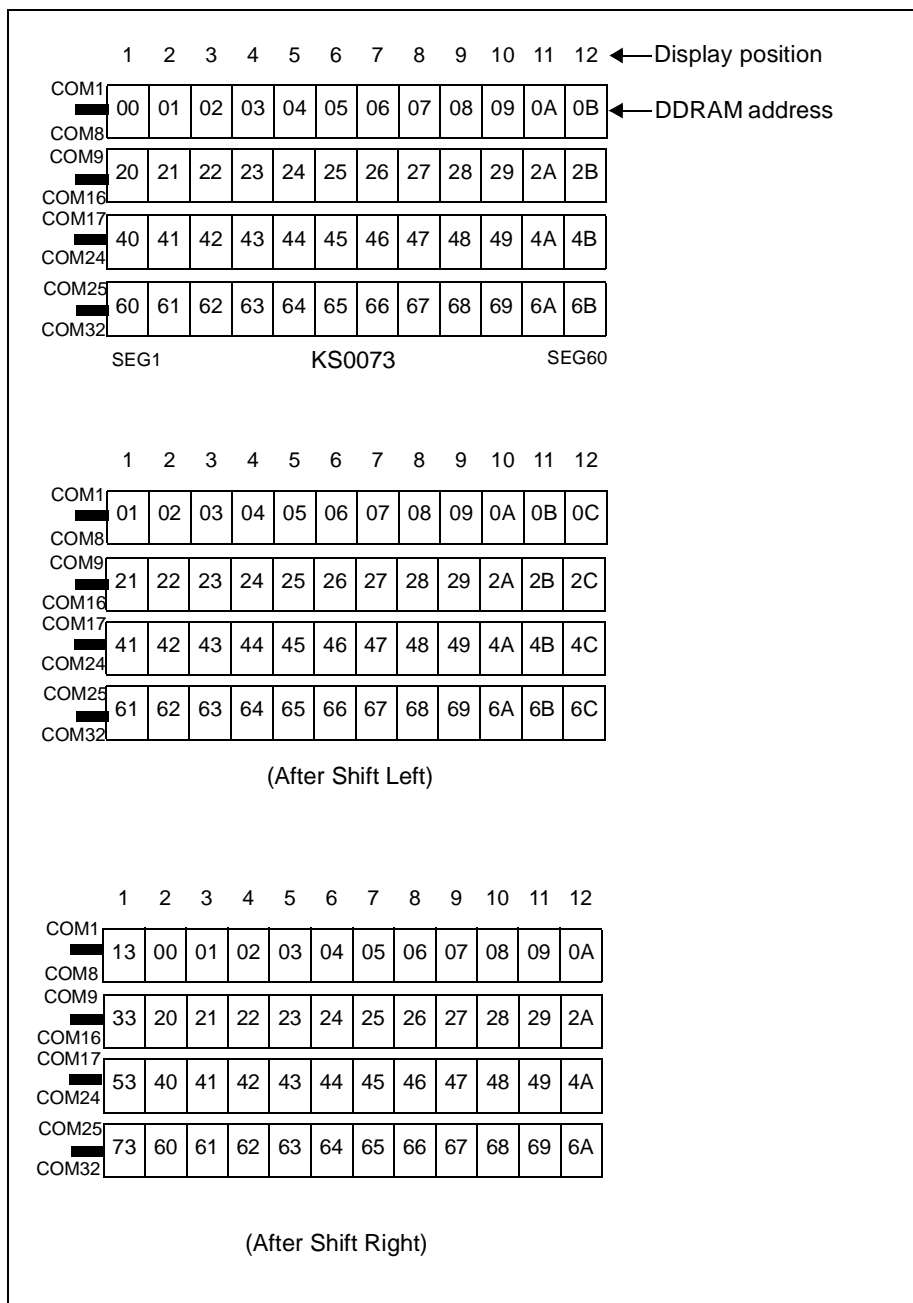 1 2 3 4 5 6 7 8 9 10 11 12 Display position
COM1
00 01 02 03 04 05 06 07 08 09 0A 0B DDRAM address
COM8
COM9
20 21 22 23 24 25 26 27 28 29 2A 2B
COM16
COM17
40 41 42 43 44 45 46 47 48 49 4A 4B
COM24
COM25
60 61 62 63 64 65 66 67 68 69 6A 6B
COM32
SEG1 KS0073 SEG60
1 2 3 4 5 6 7 8 9 10 11 12
COM1
01 02 03 04 05 06 07 08 09 0A 0B 0C
COM8
COM9
21 22 23 24 25 26 27 28 29 2A 2B 2C
COM16
COM17
41 42 43 44 45 46 47 48 49 4A 4B 4C
COM24
COM25
61 62 63 64 65 66 67 68 69 6A 6B 6C
COM32
(After Shift Left)
1 2 3 4 5 6 7 8 9 10 11 12
COM1
13 00 01 02 03 04 05 06 07 08 09 0A
COM8
COM9
33 20 21 22 23 24 25 26 27 28 29 2A
COM16
COM17
53 40 41 42 43 44 45 46 47 48 49 4A
COM24
COM25
73 60 61 62 63 64 65 66 67 68 69 6A
COM32
(After Shift Right)